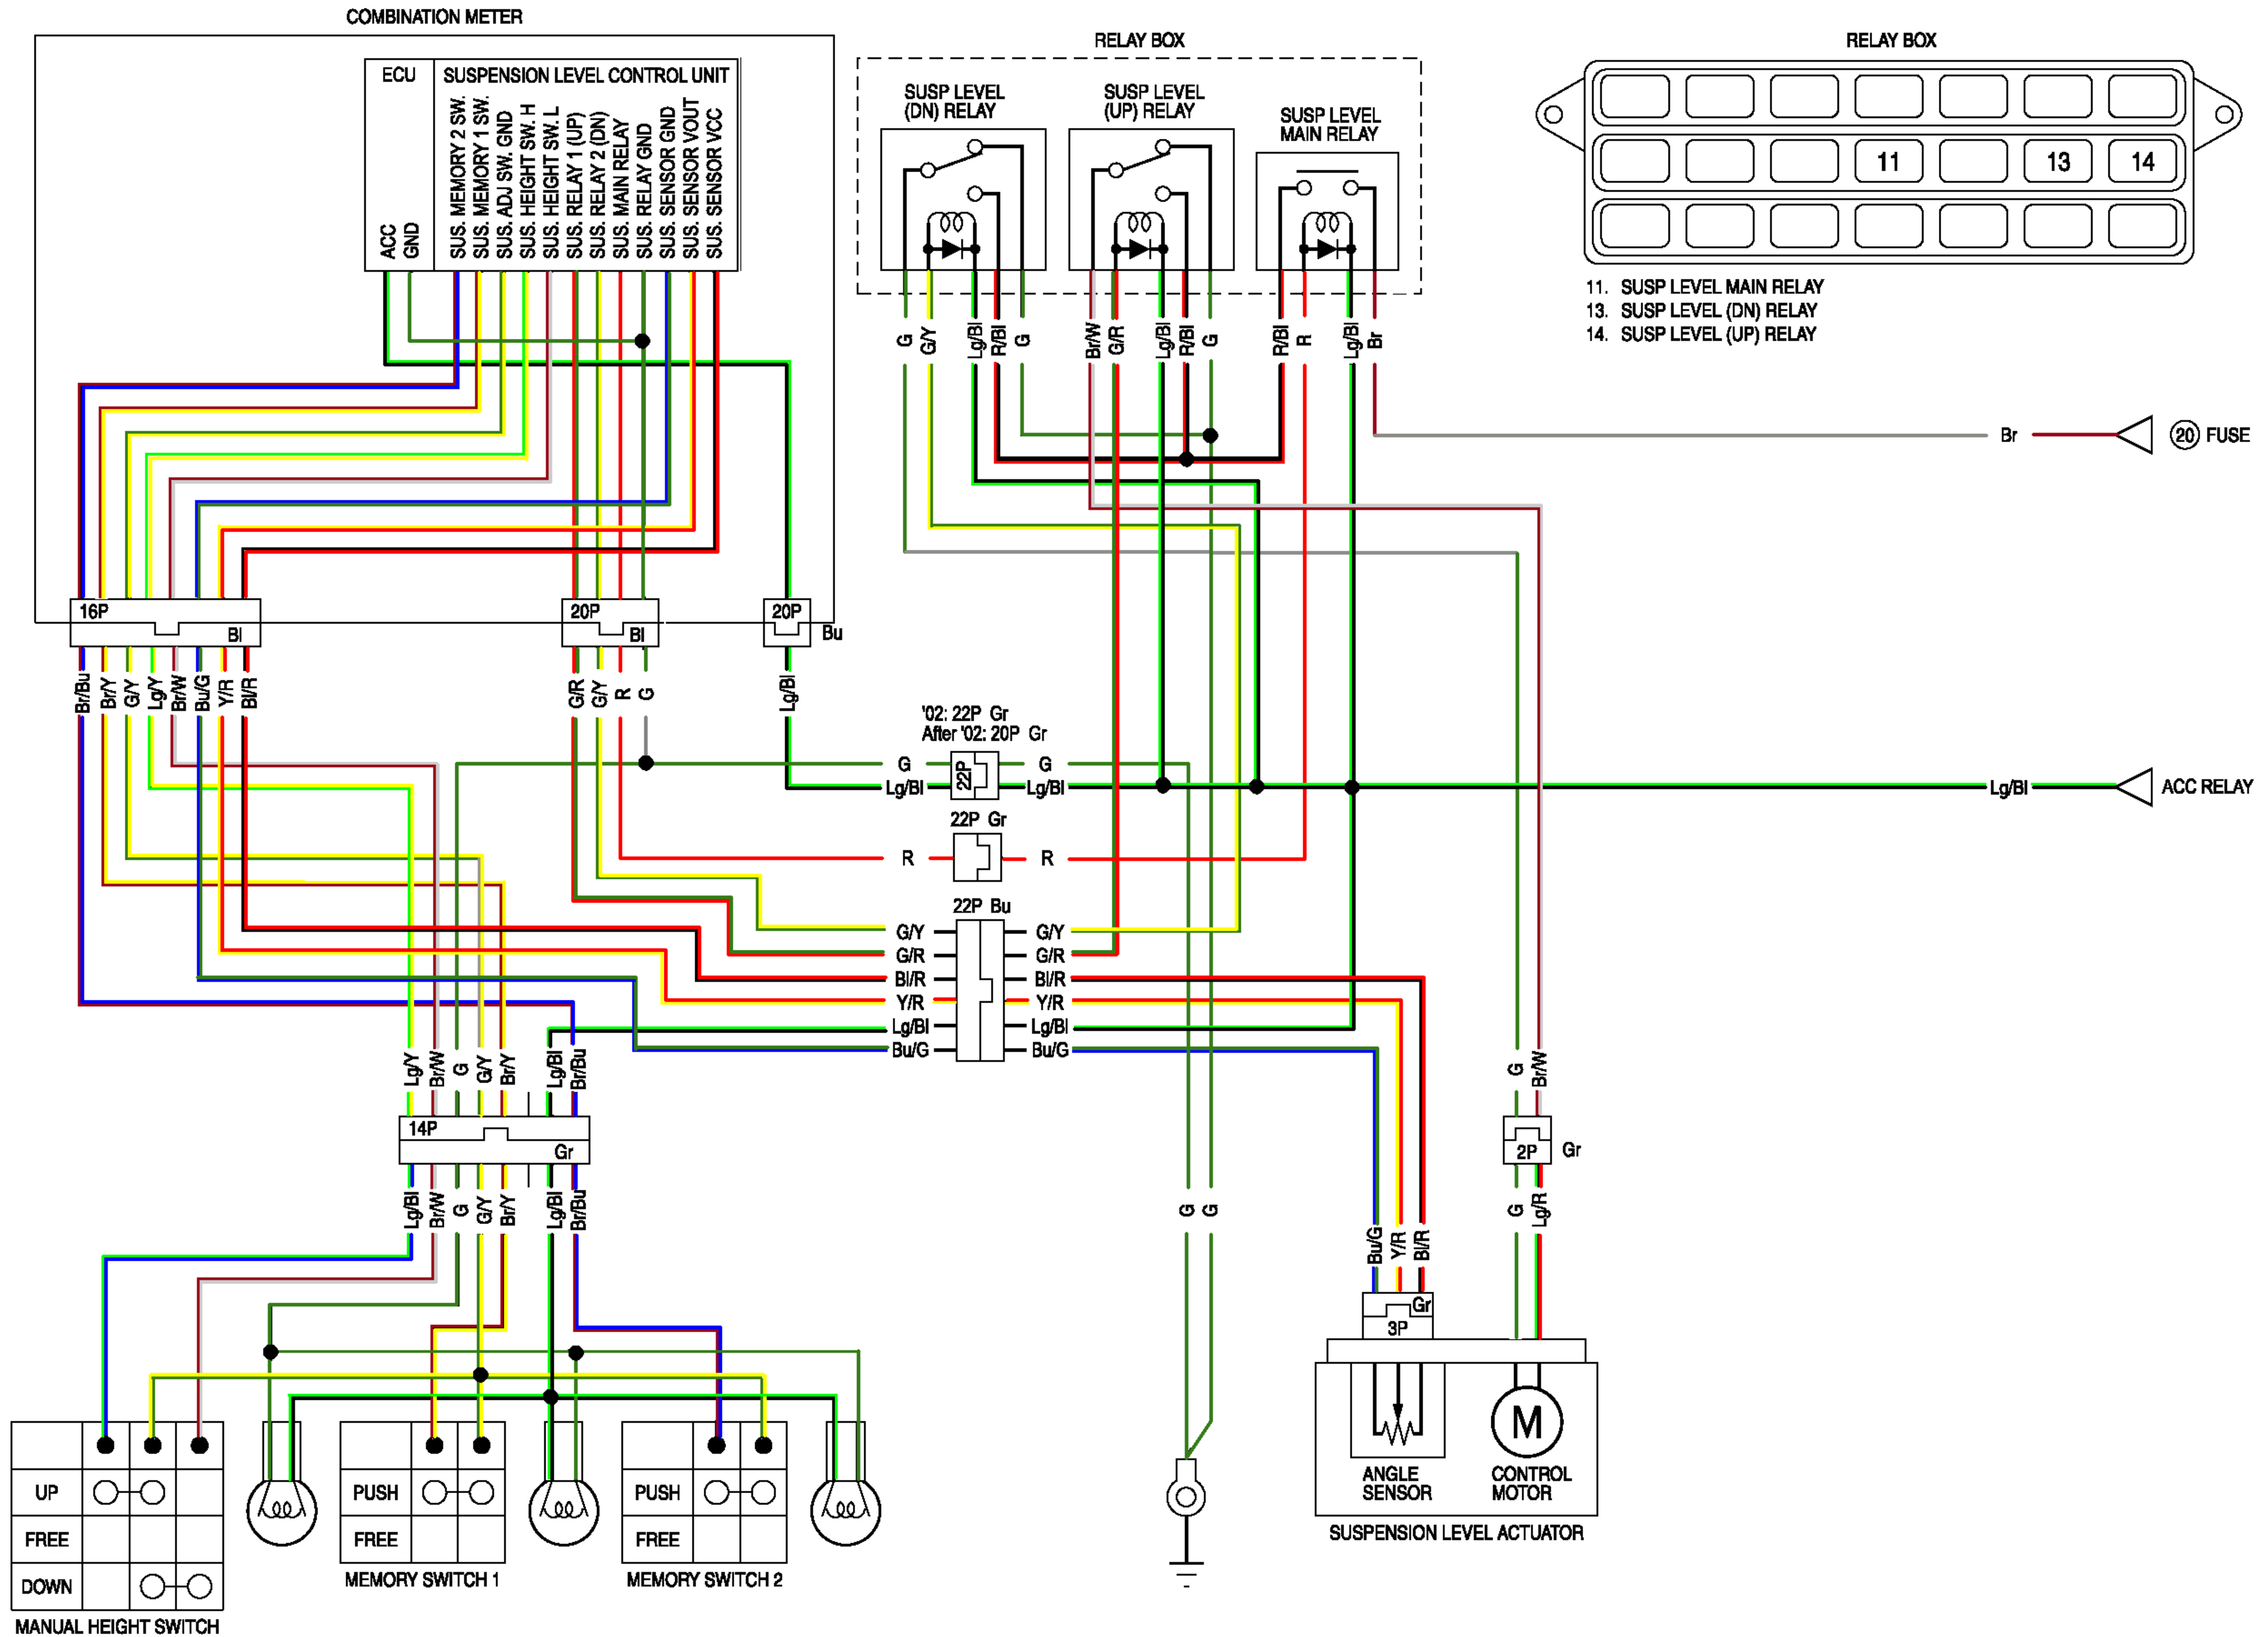 COMBINATION METER
ECU
SUSPENSION LEVEL CONTROL UNIT
ACC
GND
SUS. MEMORY 2 SW.
SUS. MEMORY 1 SW.
SUS. ADJ SW. GND
SUS. HEIGHT SW. H
SUS. HEIGHT SW. L
SUS. RELAY 1 (UP)
SUS. RELAY 2 (DN)
SUS. MAIN RELAY
SUS. RELAY GND
SUS. SENSOR GND
SUS. SENSOR VOUT
SUS. SENSOR VCC
RELAY BOX
SUSP LEVEL
(DN) RELAY
SUSP LEVEL
(UP) RELAY
SUSP LEVEL
MAIN RELAY
RELAY BOX
11
13
14
11. SUSP LEVEL MAIN RELAY
13. SUSP LEVEL (DN) RELAY
14. SUSP LEVEL (UP) RELAY
G
G/Y
Lg/Bl
R/Bl
G
Br/W
G/R
Lg/Bl
R/Bl
G
R/Bl
R
Lg/Bl
Br
Br
20 FUSE
16P
Bl
20P
Bl
20P
Bu
Br/Bu
Br/Y
G/Y
Lg/Y
Br/W
Bu/G
Y/R
Bl/R
G/R
G/Y
R
G
Lg/Bl
'02: 22P Gr
After '02: 20P Gr
G
22P
G
Lg/Bl
Lg/Bl
Lg/Bl
ACC RELAY
22P Gr
R
R
22P Bu
G/Y
G/Y
G/R
G/R
Bl/R
Bl/R
Y/R
Y/R
Lg/Bl
Lg/Bl
Bu/G
Bu/G
Lg/Y
Br/W
G
G/Y
Br/Y
Lg/Bl
Br/Bu
G
Br/W
14P
Gr
2P
Gr
Lg/Bl
Br/W
G
G/Y
Br/Y
Lg/Bl
Br/Bu
G
G
G
Lg/R
Bu/G
Y/R
Bl/R
Gr
3P
UP
FREE
DOWN
MANUAL HEIGHT SWITCH
PUSH
FREE
MEMORY SWITCH 1
PUSH
FREE
MEMORY SWITCH 2
M
ANGLE
SENSOR
CONTROL
MOTOR
SUSPENSION LEVEL ACTUATOR